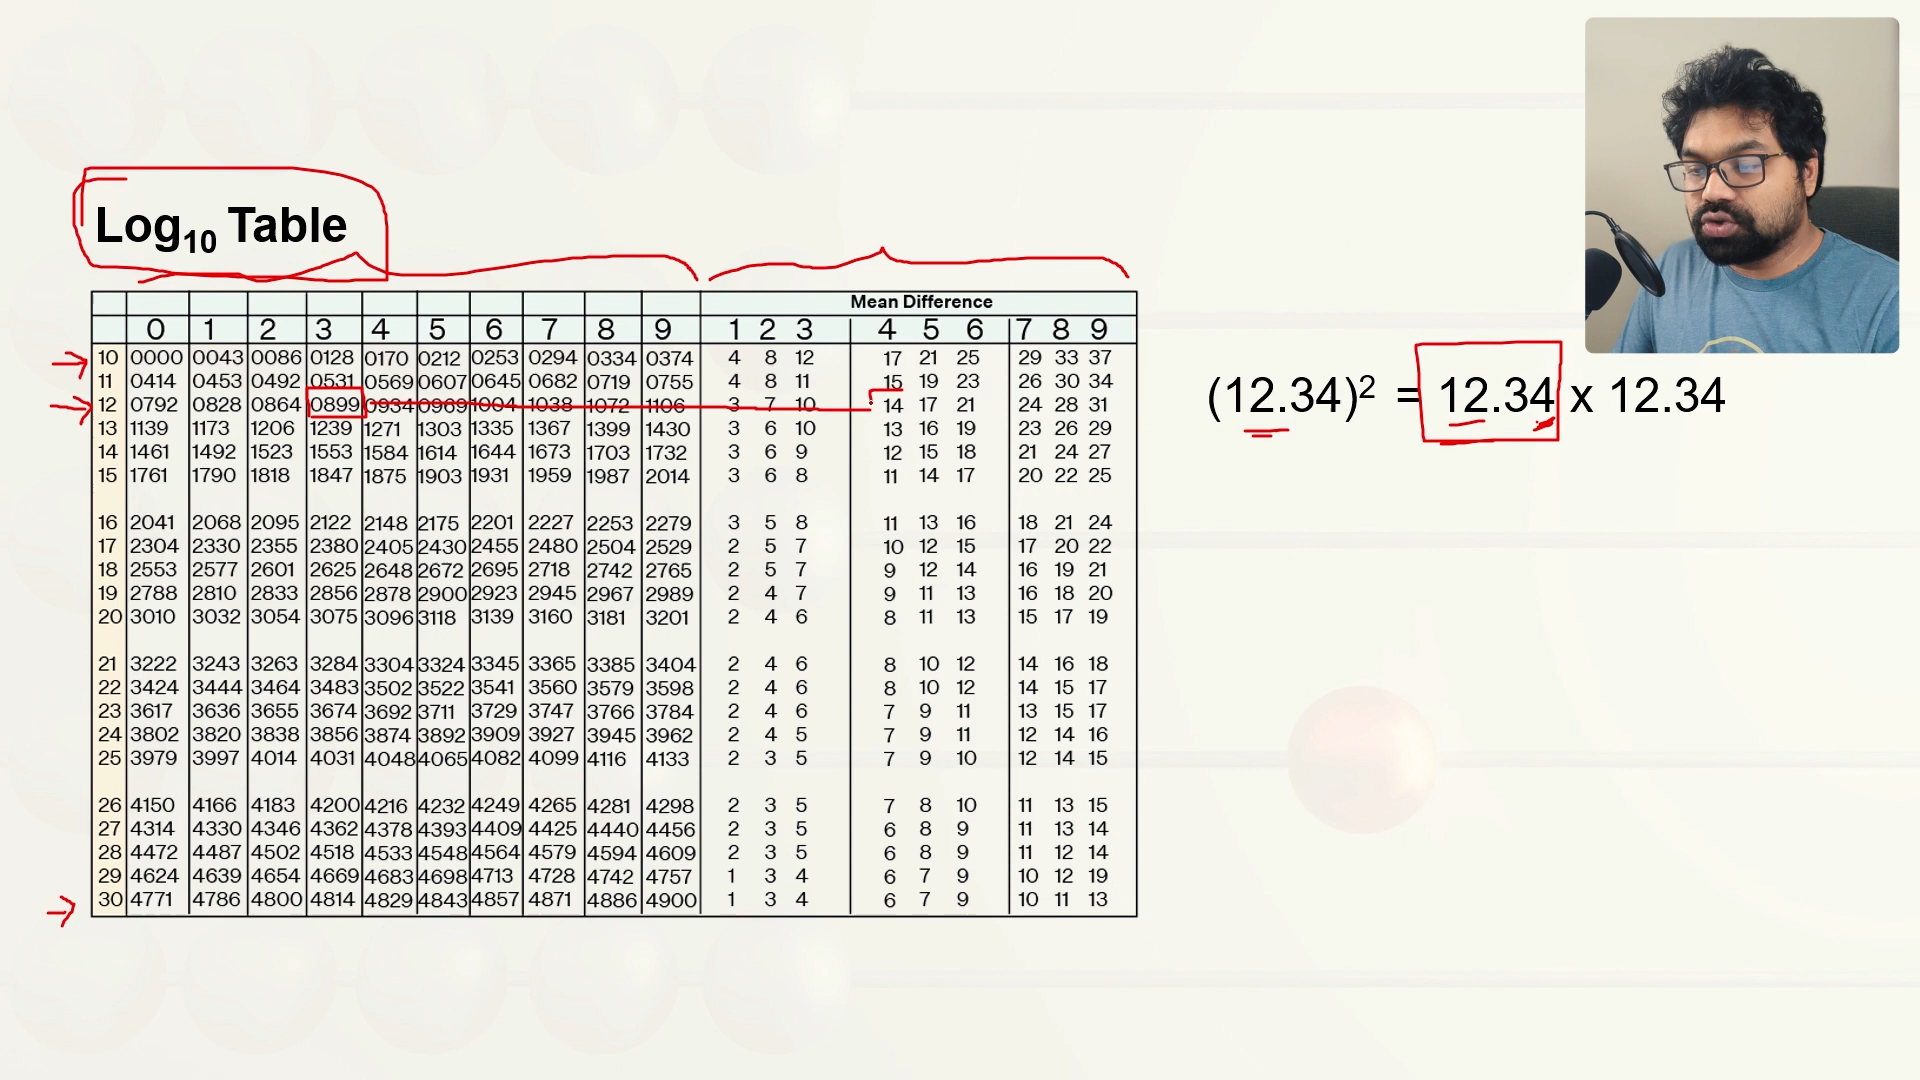 Log10 Table
Mean Difference
0 1 2 3 4 5 6 7 8 9 1 2 3 4 5 6 7 8 9
10 0000 0043 0086 0128 0170 0212 0253 0294 0334 0374 4 8 12 17 21 25 29 33 37
11 0414 0453 0492 0531 0569 0607 0645 0682 0719 0755 4 8 11 15 19 23 26 30 34
12 0792 0828 0864 0899 0934 0969 1004 1038 1072 1106 3 7 10 14 17 21 24 28 31
13 1139 1173 1206 1239 1271 1303 1335 1367 1399 1430 3 6 10 13 16 19 23 26 29
14 1461 1492 1523 1553 1584 1614 1644 1673 1703 1732 3 6 9 12 15 18 21 24 27
15 1761 1790 1818 1847 1875 1903 1931 1959 1987 2014 3 6 8 11 14 17 20 22 25
16 2041 2068 2095 2122 2148 2175 2201 2227 2253 2279 3 5 8 11 13 16 18 21 24
17 2304 2330 2355 2380 2405 2430 2455 2480 2504 2529 2 5 7 10 12 15 17 20 22
18 2553 2577 2601 2625 2648 2672 2695 2718 2742 2765 2 5 7 9 12 14 16 19 21
19 2788 2810 2833 2856 2878 2900 2923 2945 2967 2989 2 4 7 9 11 13 16 18 20
20 3010 3032 3054 3075 3096 3118 3139 3160 3181 3201 2 4 6 8 11 13 15 17 19
21 3222 3243 3263 3284 3304 3324 3345 3365 3385 3404 2 4 6 8 10 12 14 16 18
22 3424 3444 3464 3483 3502 3522 3541 3560 3579 3598 2 4 6 8 10 12 14 15 17
23 3617 3636 3655 3674 3692 3711 3729 3747 3766 3784 2 4 6 7 9 11 13 15 17
24 3802 3820 3838 3856 3874 3892 3909 3927 3945 3962 2 4 5 7 9 11 12 14 16
25 3979 3997 4014 4031 4048 4065 4082 4099 4116 4133 2 3 5 7 9 10 12 14 15
26 4150 4166 4183 4200 4216 4232 4249 4265 4281 4298 2 3 5 7 8 10 11 13 15
27 4314 4330 4346 4362 4378 4393 4409 4425 4440 4456 2 3 5 6 8 9 11 13 14
28 4472 4487 4502 4518 4533 4548 4564 4579 4594 4609 2 3 5 6 8 9 11 12 14
29 4624 4639 4654 4669 4683 4698 4713 4728 4742 4757 1 3 4 6 7 9 10 12 19
30 4771 4786 4800 4814 4829 4843 4857 4871 4886 4900 1 3 4 6 7 9 10 11 13
(12.34)² = 12.34 x 12.34